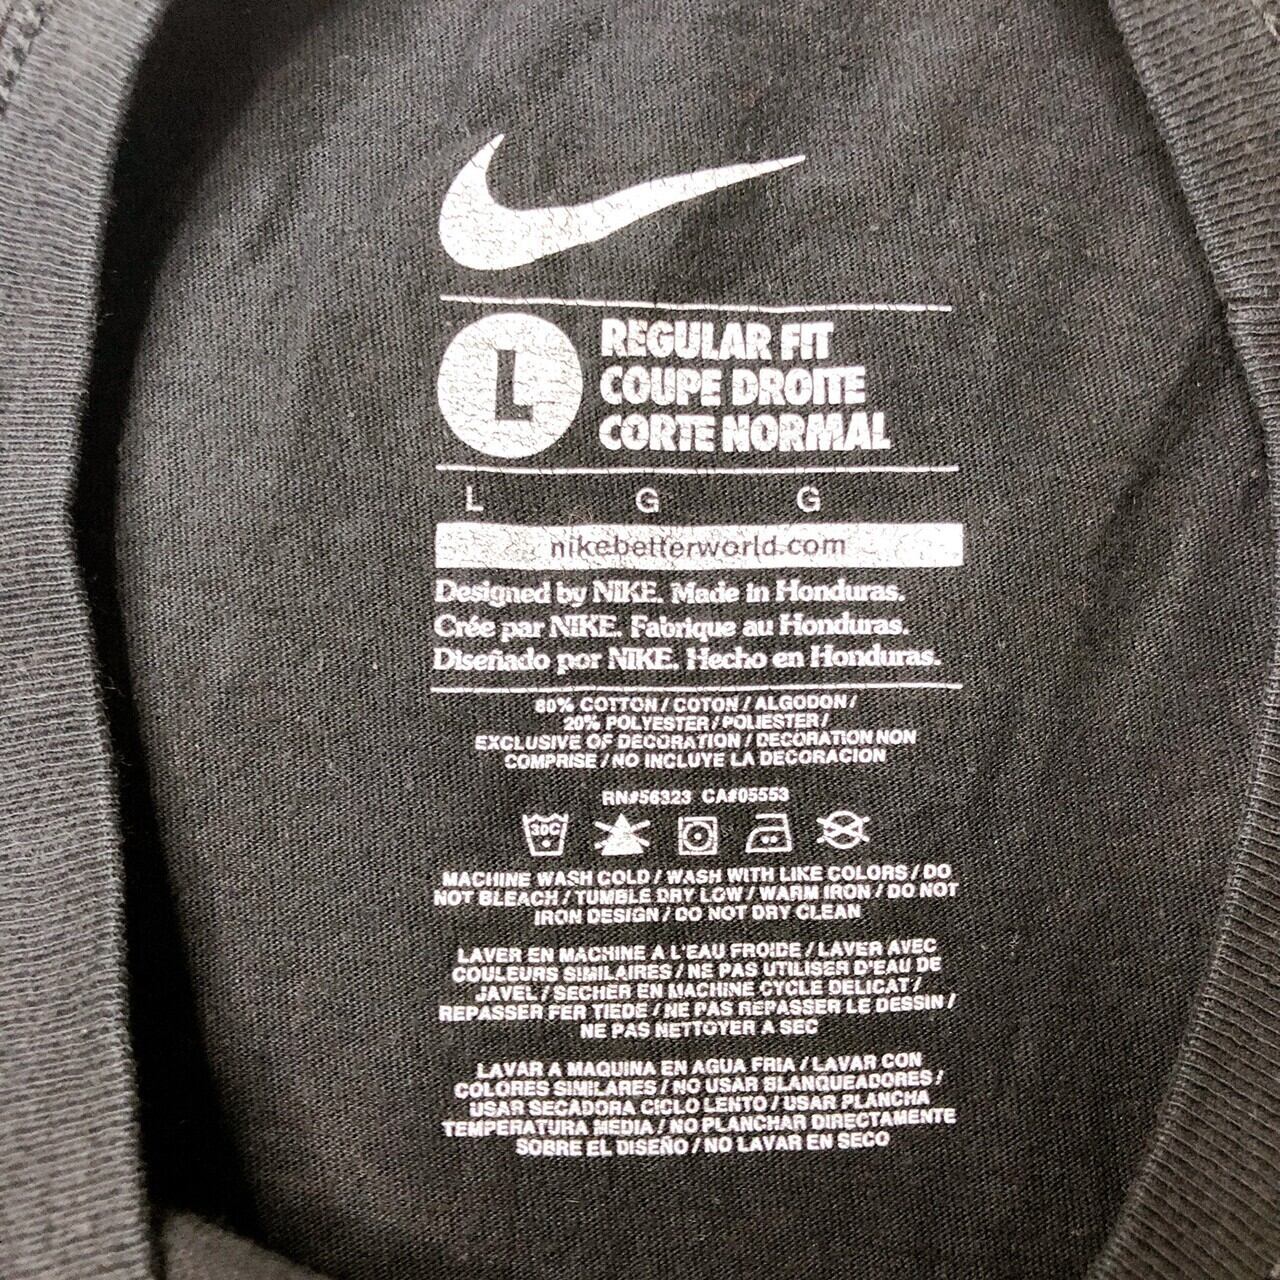 L
REGULAR FIT
COUPE DROITE
CORTE NORMAL
L G G
nikebetterworld.com
Designed by NIKE. Made in Honduras.
Crée par NIKE. Fabrique au Honduras.
Diseñado por NIKE. Hecho en Honduras.
80% COTTON / COTON / ALGODON /
20% POLYESTER / POLIESTER /
EXCLUSIVE OF DECORATION / DECORATION NON
COMPRISE / NO INCLUYE LA DECORACION
RN#56323 CA#05553
30C
MACHINE WASH COLD / WASH WITH LIKE COLORS / DO
NOT BLEACH / TUMBLE DRY LOW / WARM IRON / DO NOT
IRON DESIGN / DO NOT DRY CLEAN
LAVER EN MACHINE A L'EAU FROIDE / LAVER AVEC
COULEURS SIMILAIRES / NE PAS UTILISER D'EAU DE
JAVEL / SECHER EN MACHINE CYCLE DELICAT /
REPASSER FER TIEDE / NE PAS REPASSER LE DESSIN /
NE PAS NETTOYER A SEC
LAVAR A MAQUINA EN AGUA FRIA / LAVAR CON
COLORES SIMILARES / NO USAR BLANQUEADORES /
USAR SECADORA CICLO LENTO / USAR PLANCHA
TEMPERATURA MEDIA / NO PLANCHAR DIRECTAMENTE
SOBRE EL DISEÑO / NO LAVAR EN SECO